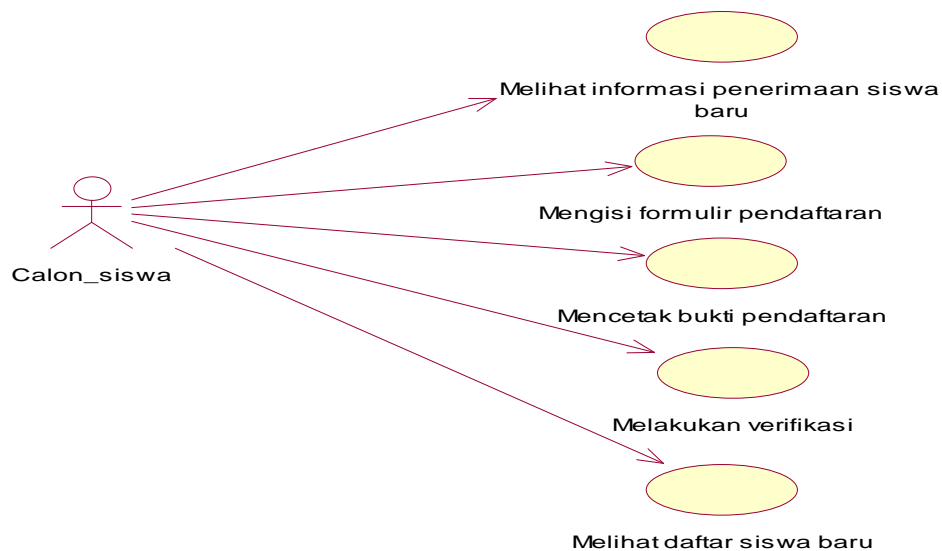 Melihat informasi penerimaan siswa
baru
Mengisi formulir pendaftaran
Calon_siswa
Mencetak bukti pendaftaran
Melakukan verifikasi
Melihat daftar siswa baru